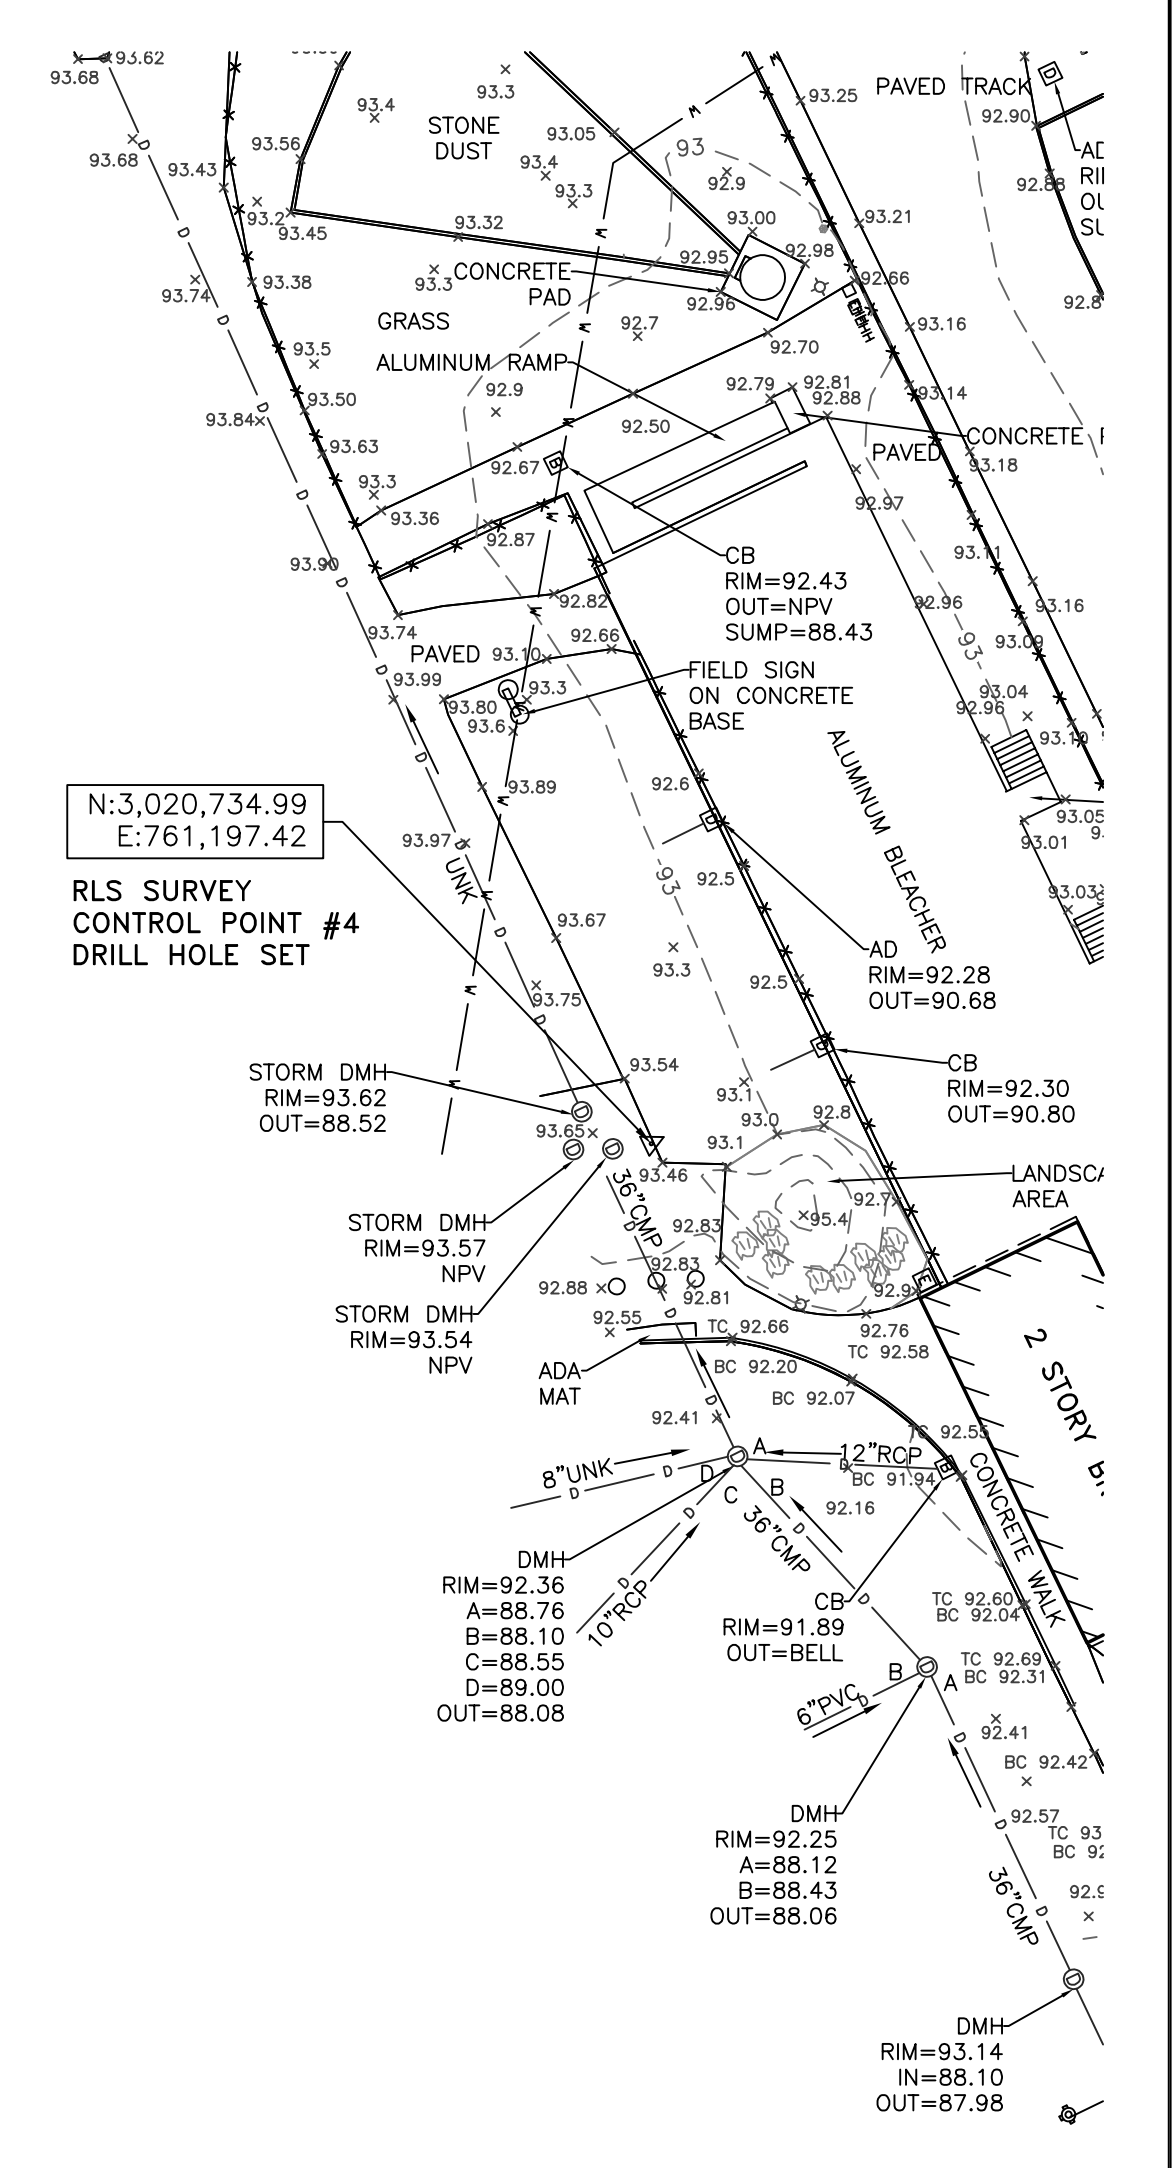 93.62
93.68
93.4
93.3
STONE
DUST
93.05
93.25
PAVED TRACK
92.90
93
93.56
93.68
93.43
93.4
93.3
92.9
92.88
93.2
93.45
93.32
93.00
93.21
92.95
92.98
92.66
93.74
93.38
93.3
CONCRETE
PAD
92.96
GRASS
92.7
92.70
93.16
93.5
ALUMINUM RAMP
92.79
92.81
92.88
93.14
93.84
93.50
92.9
92.50
CONCRETE
PAVED
93.18
93.63
92.67
93.3
93.36
92.87
92.97
93.90
CB
RIM=92.43
OUT=NPV
SUMP=88.43
93.11
93.16
92.96
92.82
93.74
92.66
93.09
PAVED
93.10
93
93.99
93.80
93.3
93.6
FIELD SIGN
ON CONCRETE
BASE
93.04
92.96
93.10
ALUMINUM BLEACHER
N:3,020,734.99
E:761,197.42
93.89
92.6
93.05
93.01
93.97
UNK
RLS SURVEY
CONTROL POINT #4
DRILL HOLE SET
92.5
93
93.03
93.67
93.3
AD
RIM=92.28
OUT=90.68
92.5
93.75
STORM DMH
RIM=93.62
OUT=88.52
93.54
93.1
CB
RIM=92.30
OUT=90.80
93.0
92.8
93.65
93.1
93.46
36"CMP
AREA
92.7
95.4
STORM DMH
RIM=93.57
NPV
92.83
92.83
92.88
92.81
92.9
STORM DMH
RIM=93.54
NPV
92.55
TC 92.66
92.76
TC 92.58
BC 92.20
BC 92.07
ADA
MAT
2 STORY
92.41
TC 92.55
A
12"RCP
8"UNK
D
C
B
BC 91.94
92.16
36"CMP
CONCRETE WALK
DMH
RIM=92.36
A=88.76
B=88.10
C=88.55
D=89.00
OUT=88.08
10"RCP
CB
RIM=91.89
OUT=BELL
TC 92.60
BC 92.04
TC 92.69
BC 92.31
B
A
6"PVC
92.41
BC 92.42
DMH
RIM=92.25
A=88.12
B=88.43
OUT=88.06
92.57
36"CMP
DMH
RIM=93.14
IN=88.10
OUT=87.98